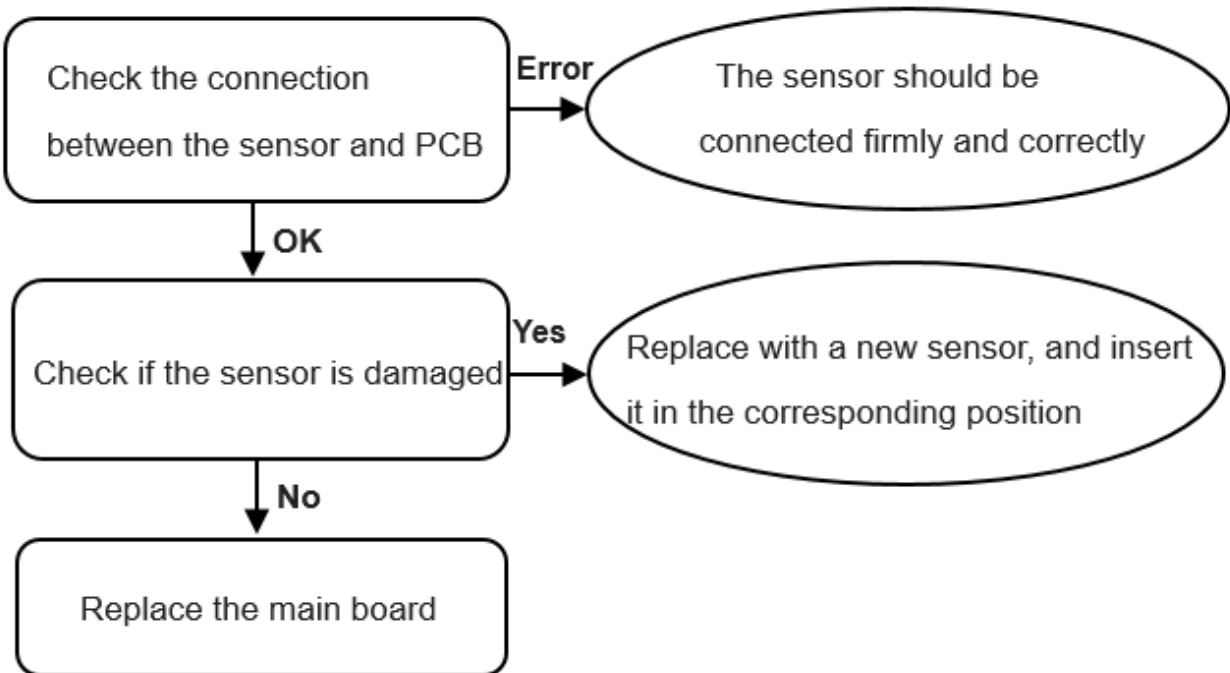 Check the connection
between the sensor and PCB
Error
The sensor should be
connected firmly and correctly
OK
Check if the sensor is damaged
Yes
Replace with a new sensor, and insert
it in the corresponding position
No
Replace the main board